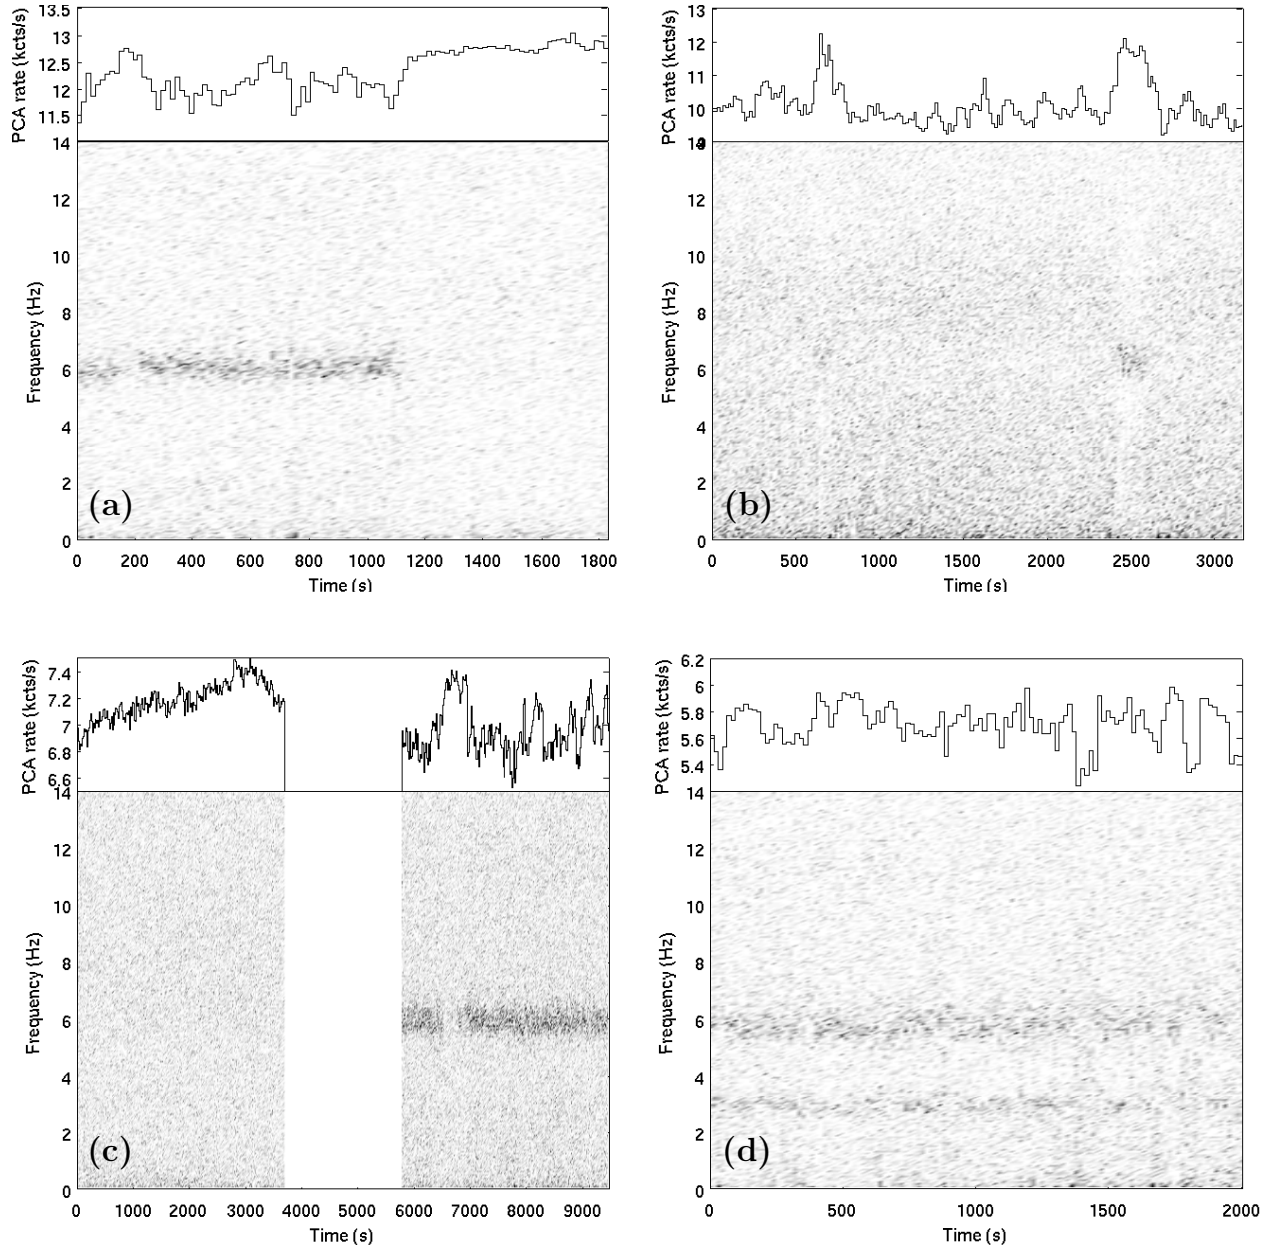 PCA rate (kcts/s)
13.5
13
12.5
12
11.5
14
12
10
8
6
4
2
0
Frequency (Hz)
(a)
0 200 400 600 800 1000 1200 1400 1600 1800
Time (s)
PCA rate (kcts/s)
13
12
11
10
14
12
10
8
6
4
2
0
Frequency (Hz)
(b)
0 500 1000 1500 2000 2500 3000
Time (s)
PCA rate (kcts/s)
7.4
7.2
7
6.8
6.6
14
12
10
8
6
4
2
0
Frequency (Hz)
(c)
0 1000 2000 3000 4000 5000 6000 7000 8000 9000
Time (s)
PCA rate (kcts/s)
6.2
6
5.8
5.6
5.4
14
12
10
8
6
4
2
0
Frequency (Hz)
(d)
0 500 1000 1500 2000
Time (s)